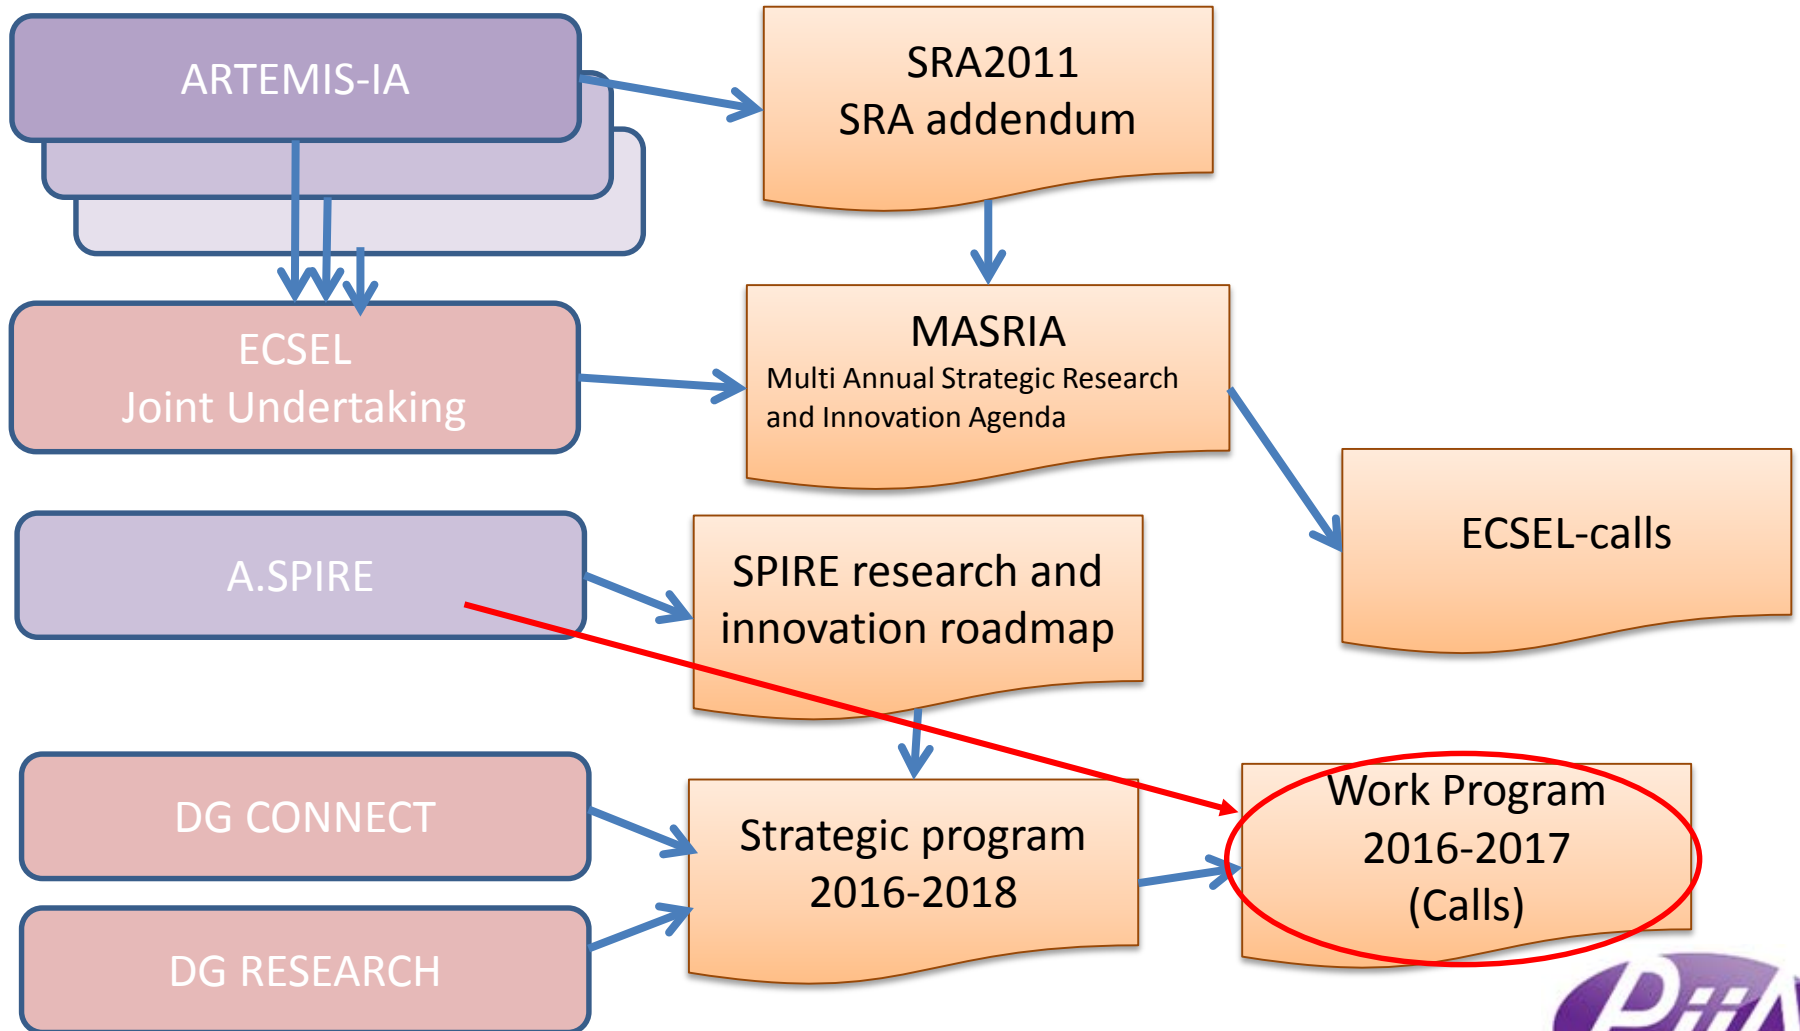 ARTEMIS-IA
SRA2011
SRA addendum
ECSEL
Joint Undertaking
MASRIA
Multi Annual Strategic Research
and Innovation Agenda
ECSEL-calls
A.SPIRE
SPIRE research and
innovation roadmap
DG CONNECT
Strategic program
2016-2018
Work Program
2016-2017
(Calls)
DG RESEARCH